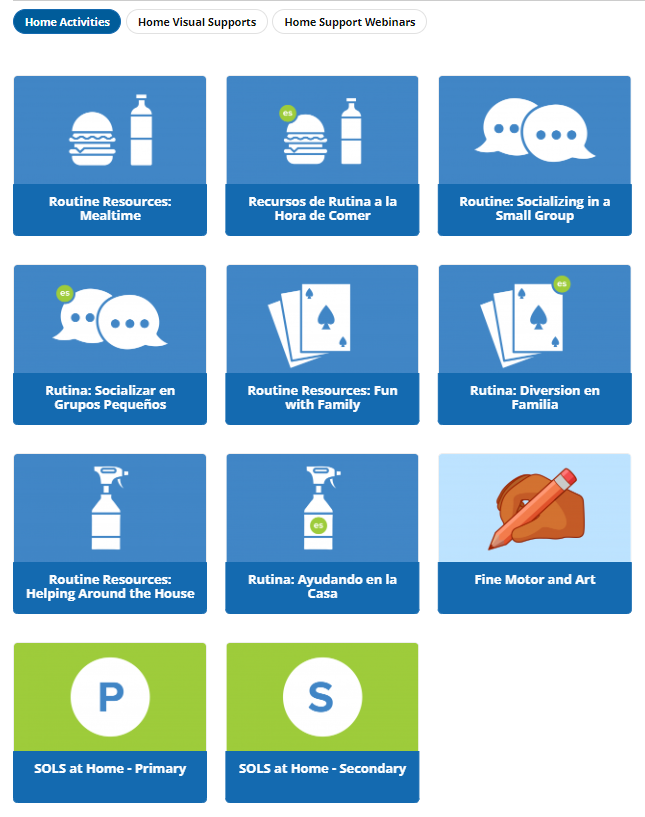 Home Activities
Home Visual Supports
Home Support Webinars
Routine Resources:
Mealtime
es
Recursos de Rutina a la
Hora de Comer
Routine: Socializing in a
Small Group
es
Rutina: Socializar en
Grupos Pequeños
Routine Resources: Fun
with Family
es
Rutina: Diversion en
Familia
Routine Resources:
Helping Around the House
es
Rutina: Ayudando en la
Casa
Fine Motor and Art
P
SOLS at Home - Primary
S
SOLS at Home - Secondary